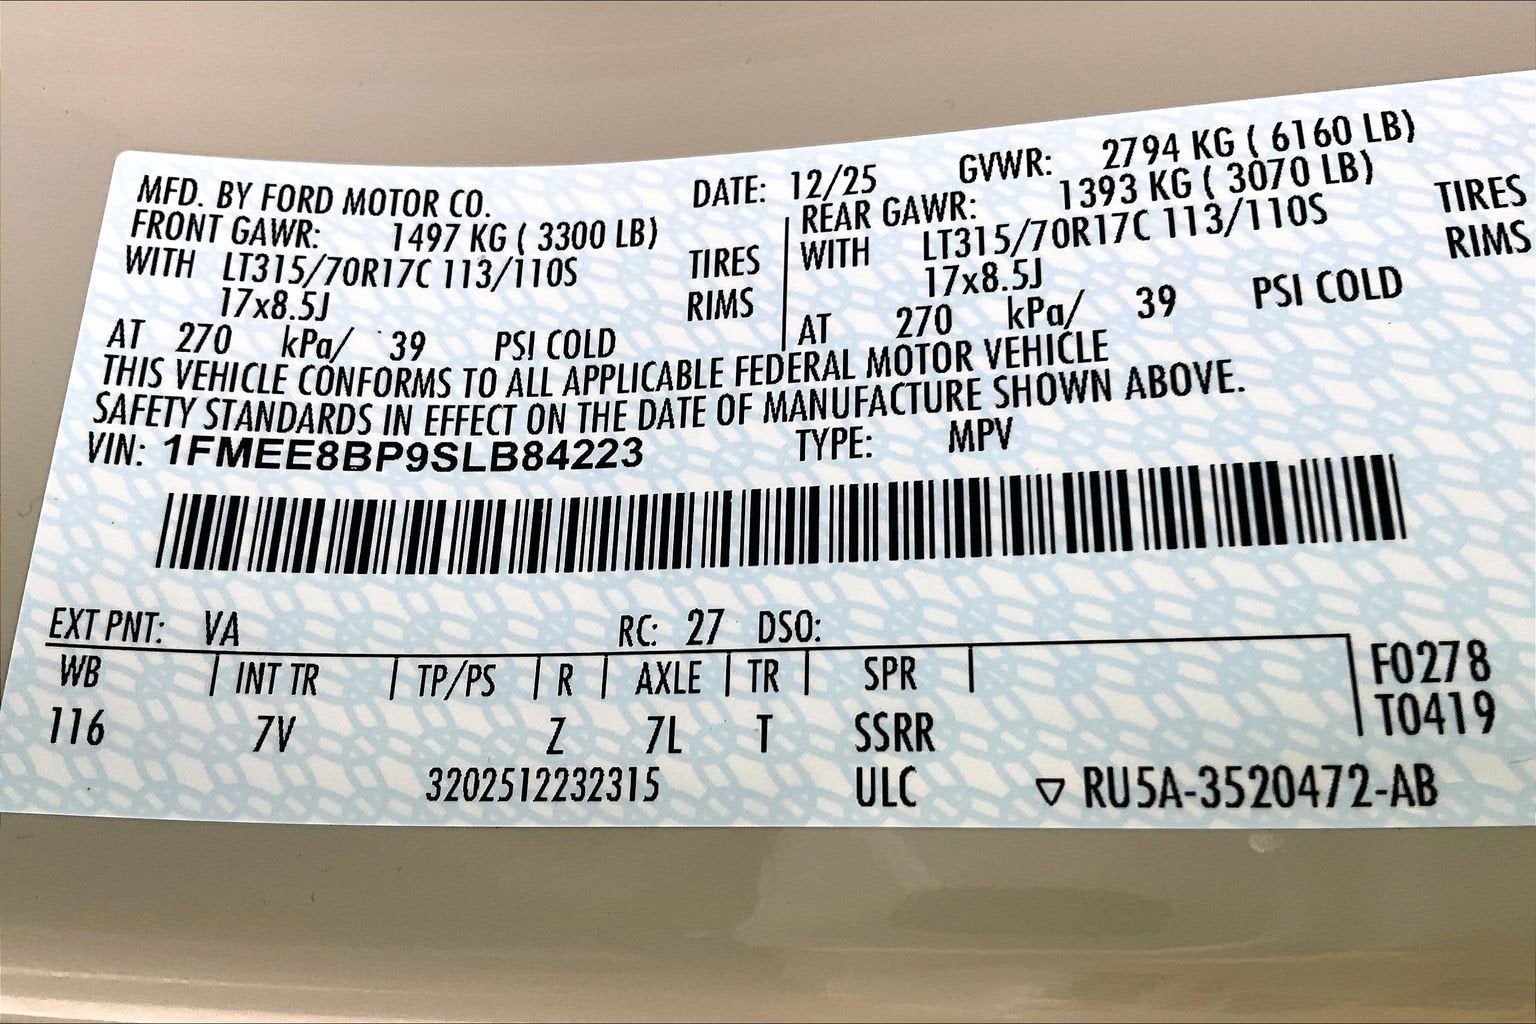 MFD. BY FORD MOTOR CO. DATE: 12/25 GVWR: 2794 KG ( 6160 LB)
FRONT GAWR: 1497 KG ( 3300 LB) REAR GAWR: 1393 KG ( 3070 LB)
WITH LT315/70R17C 113/110S TIRES WITH LT315/70R17C 113/110S TIRES
17x8.5J RIMS 17x8.5J RIMS
AT 270 kPa/ 39 PSI COLD AT 270 kPa/ 39 PSI COLD
THIS VEHICLE CONFORMS TO ALL APPLICABLE FEDERAL MOTOR VEHICLE
SAFETY STANDARDS IN EFFECT ON THE DATE OF MANUFACTURE SHOWN ABOVE.
VIN: 1FMEE8BP9SLB84223 TYPE: MPV
EXT PNT: VA RC: 27 DSO:
WB | INT TR | TP/PS | R | AXLE | TR | SPR | F0278
116 7V Z 7L T SSRR T0419
3202512232315 ULC ▽ RU5A-3520472-AB